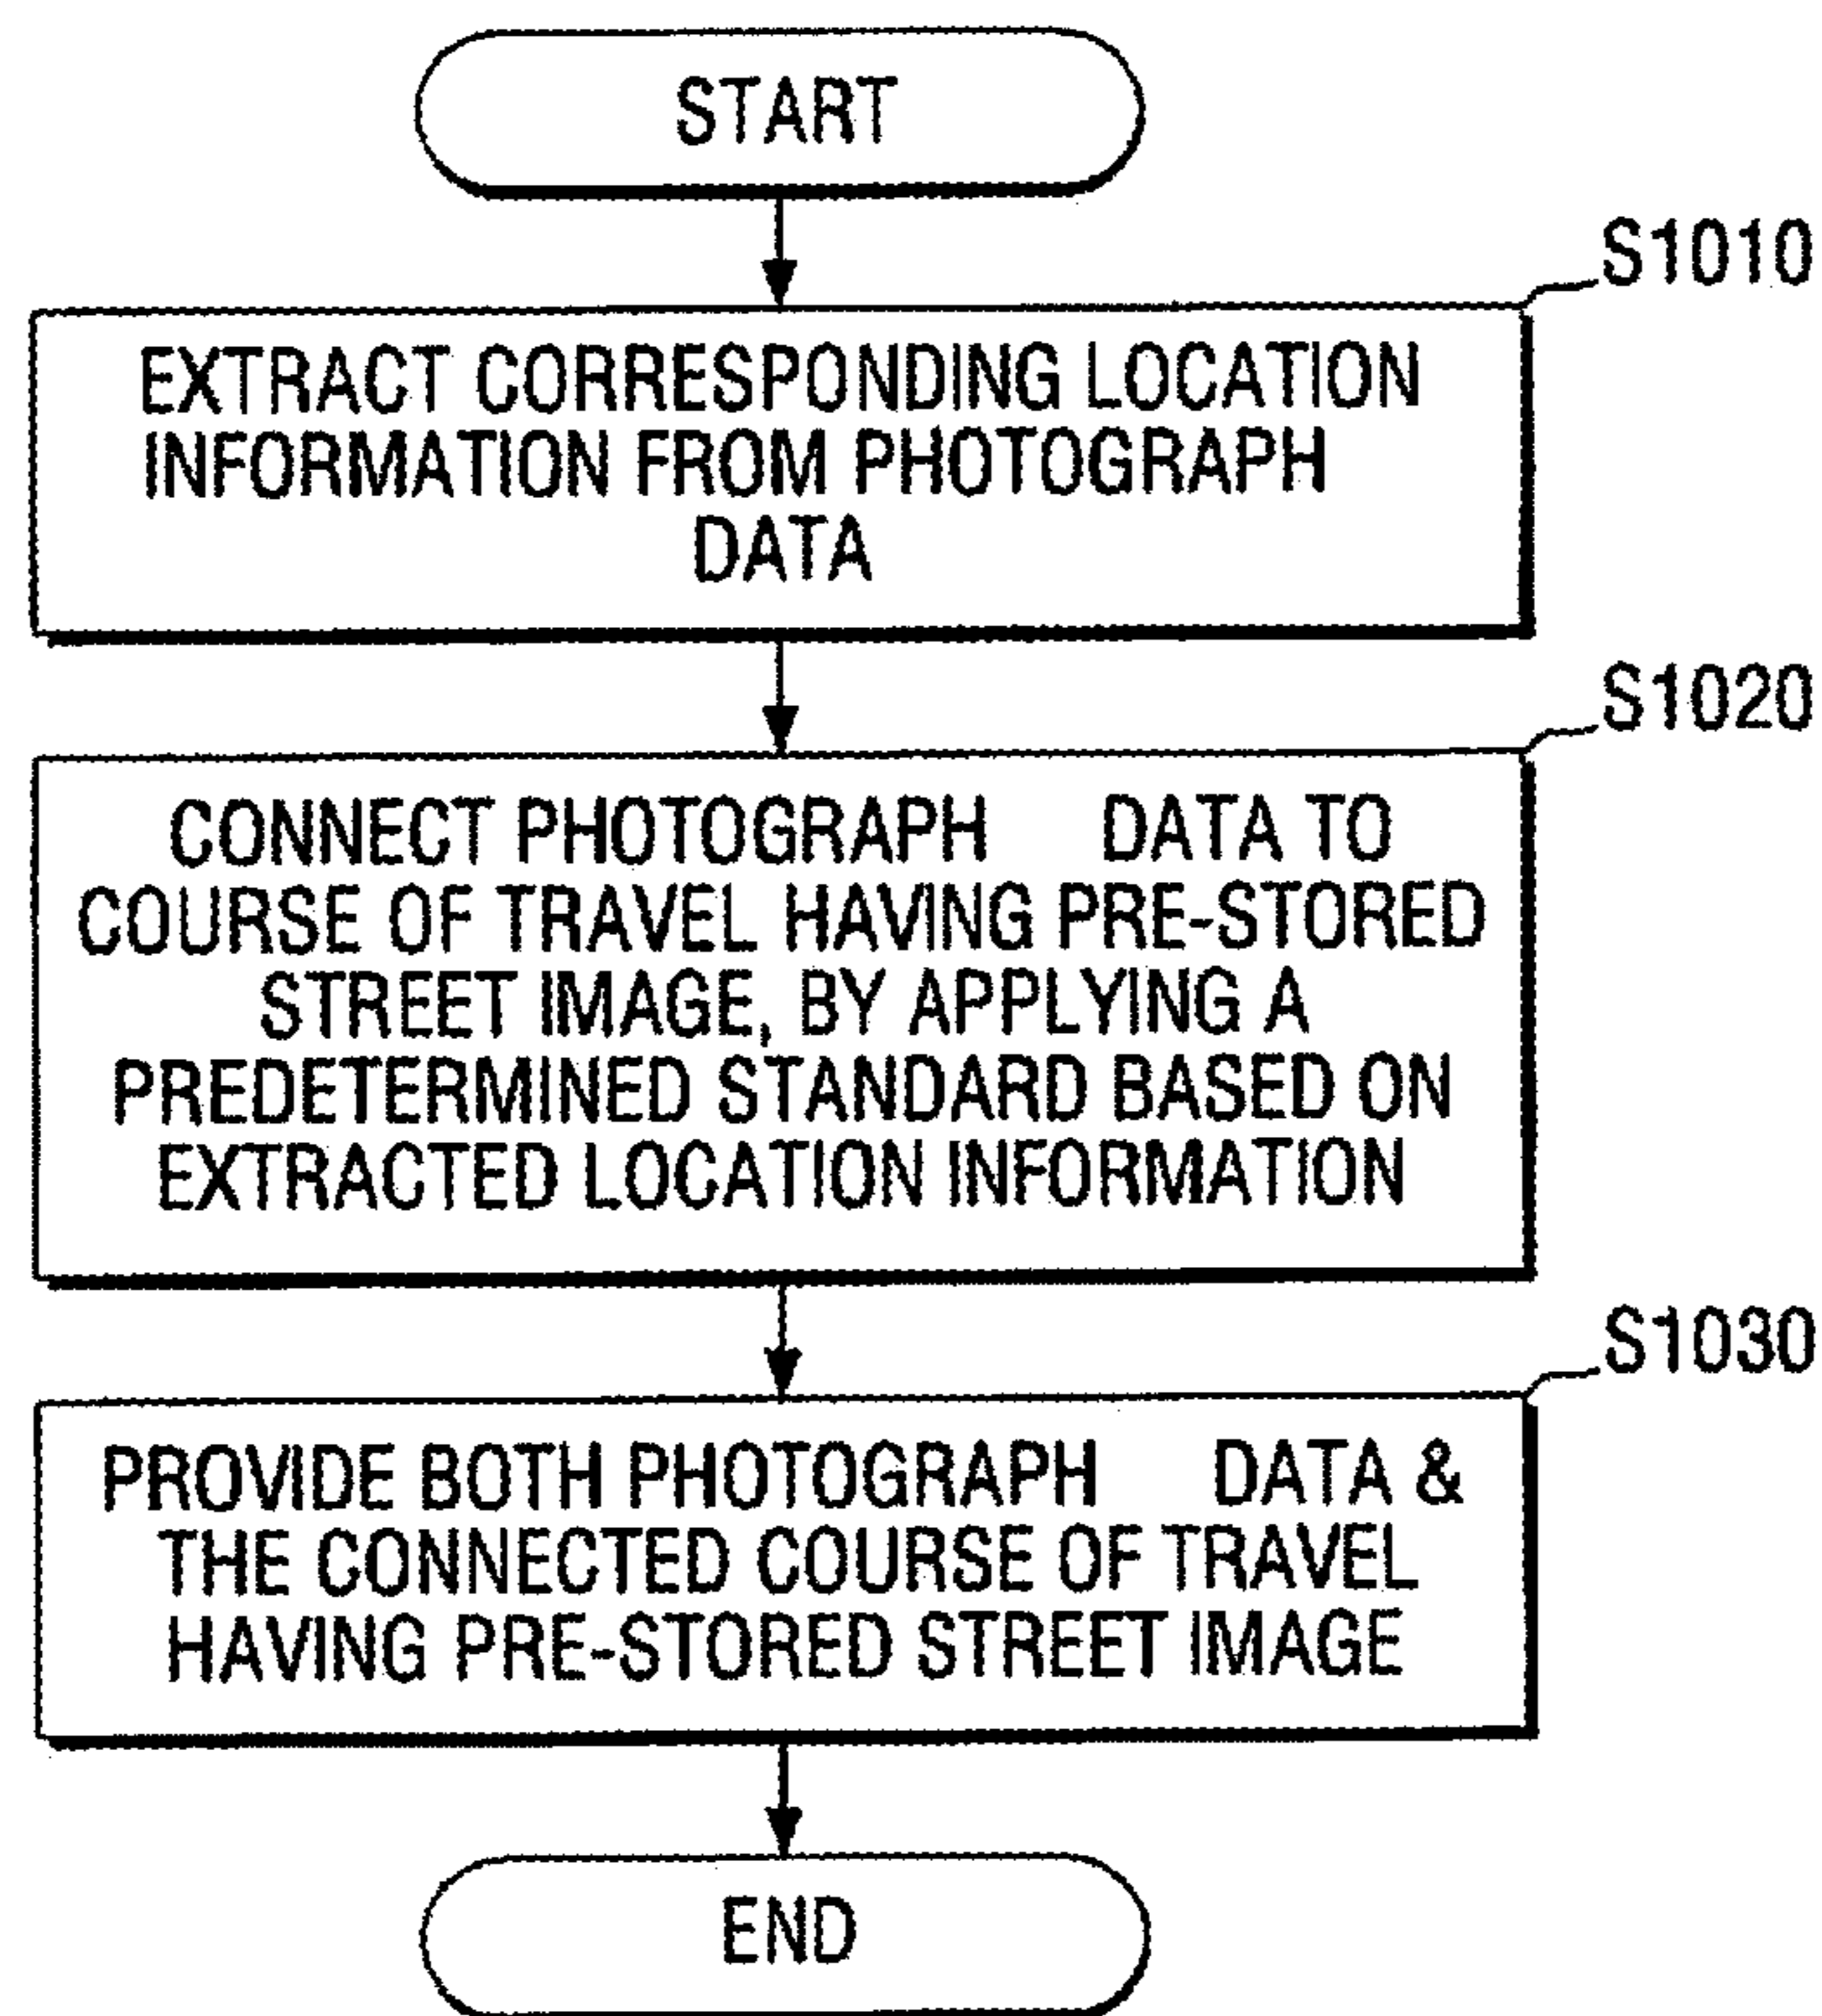 START
S1010
EXTRACT CORRESPONDING LOCATION
INFORMATION FROM PHOTOGRAPH
DATA
S1020
CONNECT PHOTOGRAPH DATA TO
COURSE OF TRAVEL HAVING PRE-STORED
STREET IMAGE, BY APPLYING A
PREDETERMINED STANDARD BASED ON
EXTRACTED LOCATION INFORMATION
S1030
PROVIDE BOTH PHOTOGRAPH DATA &
THE CONNECTED COURSE OF TRAVEL
HAVING PRE-STORED STREET IMAGE
END